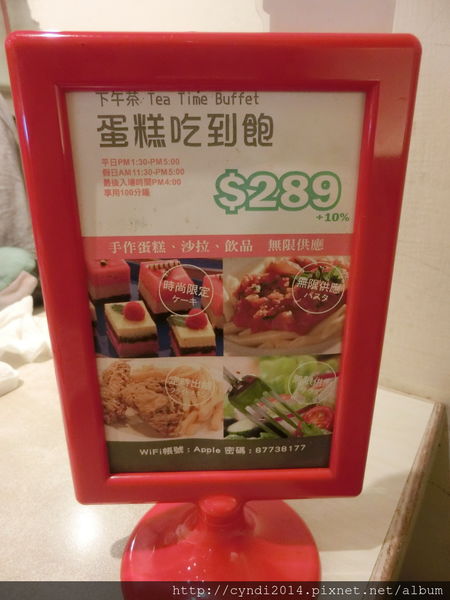 下午茶 Tea Time Buffet
蛋糕吃到飽
平日PM1:30-PM5:00
假日AM11:30-PM5:00
最後入場時間PM4:00
享用100分鐘
$289
+10%
手作蛋糕、沙拉、飲品 無限供應
時尚限定
ケーキ
無限供應
パスタ
定時出爐
WiFi帳號：Apple 密碼：87738177
http://cyndi2014.pixnet.net/album